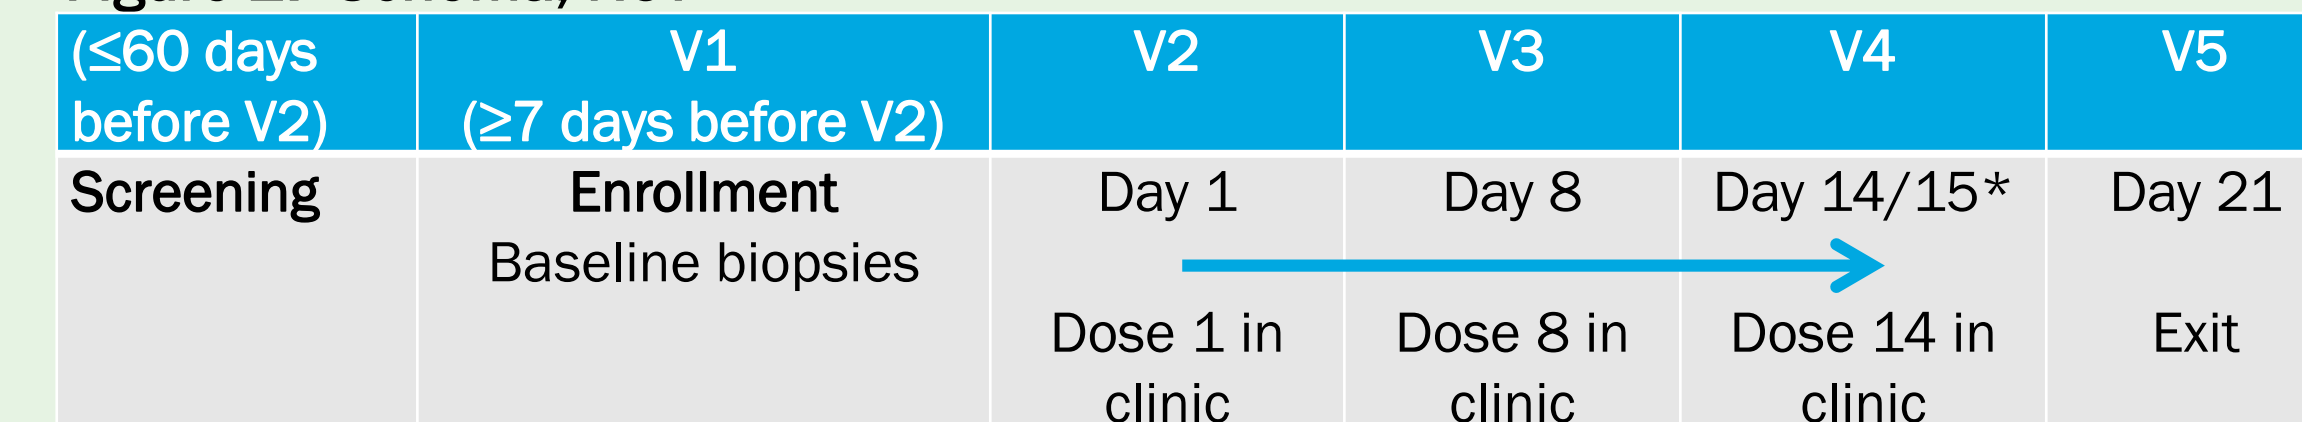 (≤60 days before V2)
V1 (≥7 days before V2)
V2
V3
V4
V5
Screening
Enrollment
Baseline biopsies
Day 1
Dose 1 in clinic
Day 8
Dose 8 in clinic
Day 14/15*
Dose 14 in clinic
Day 21
Exit